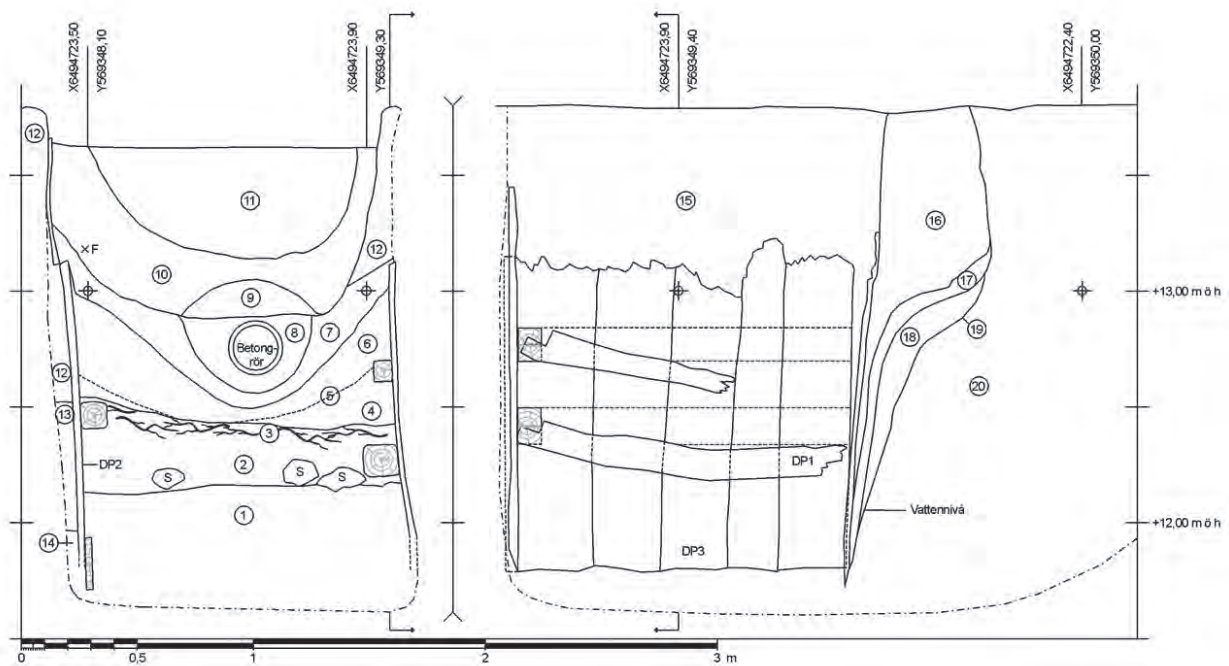 X6494723,50
Y569348,10
X6494723,90
Y569349,30
X6494723,90
Y569349,40
X6494722,40
Y569350,00
12
11
15
16
F
10
12
9
17
+13,00 m ö h
Betong-
rör
8
7
6
18
19
12
5
20
13
4
3
DP2
2
S
S
S
DP1
1
Vattennivå
+12,00 m ö h
14
DP3
0
0,5
1
2
3 m